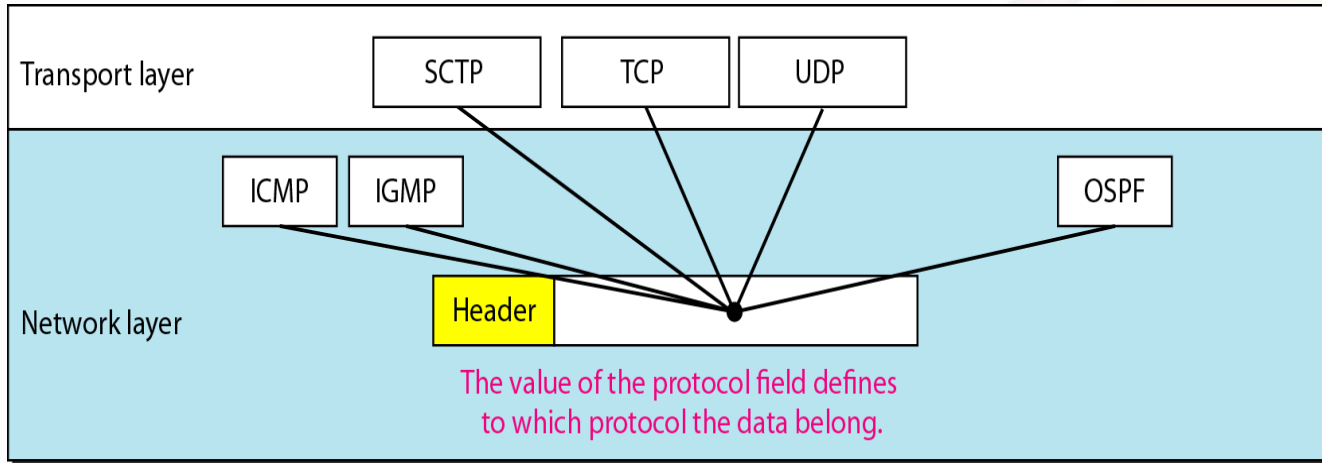 Transport layer
SCTP
TCP
UDP
ICMP
IGMP
OSPF
Network layer
Header
The value of the protocol field defines
to which protocol the data belong.